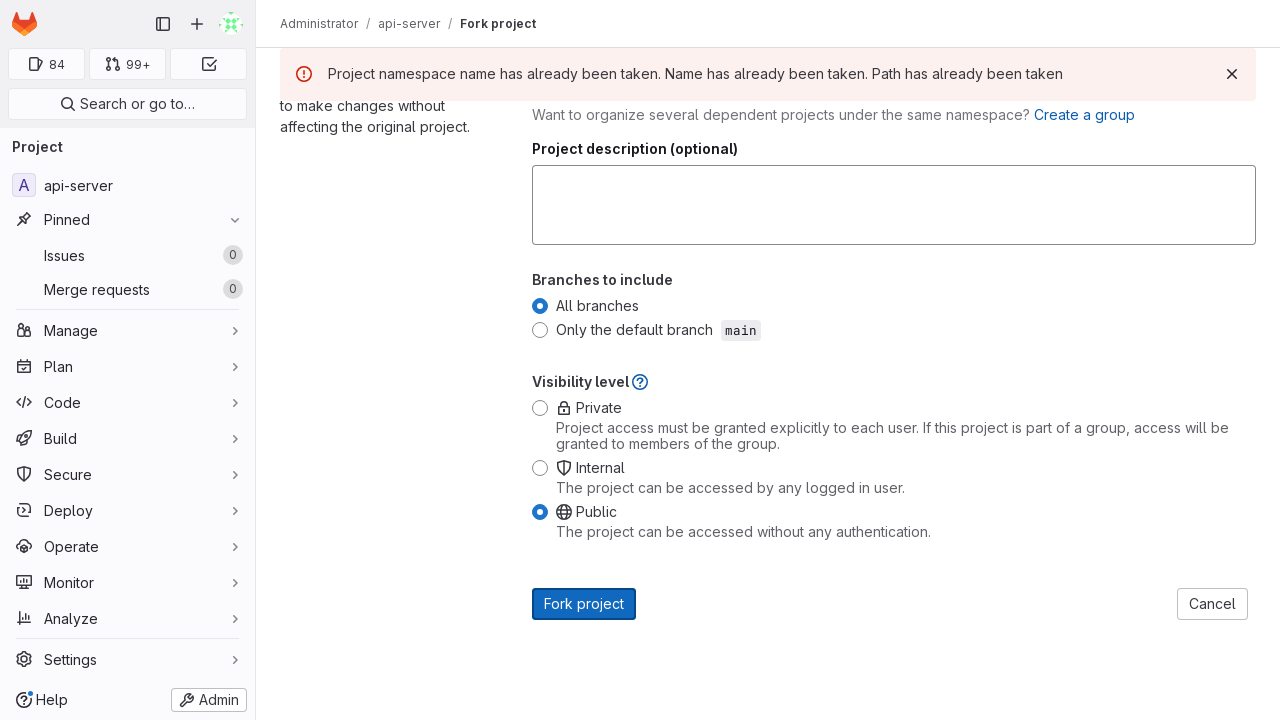 Administrator / api-server / Fork project
84
99+
Search or go to…
Project
A api-server
Pinned
Issues 0
Merge requests 0
Manage
Plan
Code
Build
Secure
Deploy
Operate
Monitor
Analyze
Settings
Help
Admin
Project namespace name has already been taken. Name has already been taken. Path has already been taken
to make changes without
affecting the original project.
Want to organize several dependent projects under the same namespace? Create a group
Project description (optional)
Branches to include
All branches
Only the default branch main
Visibility level
Private
Project access must be granted explicitly to each user. If this project is part of a group, access will be
granted to members of the group.
Internal
The project can be accessed by any logged in user.
Public
The project can be accessed without any authentication.
Fork project
Cancel